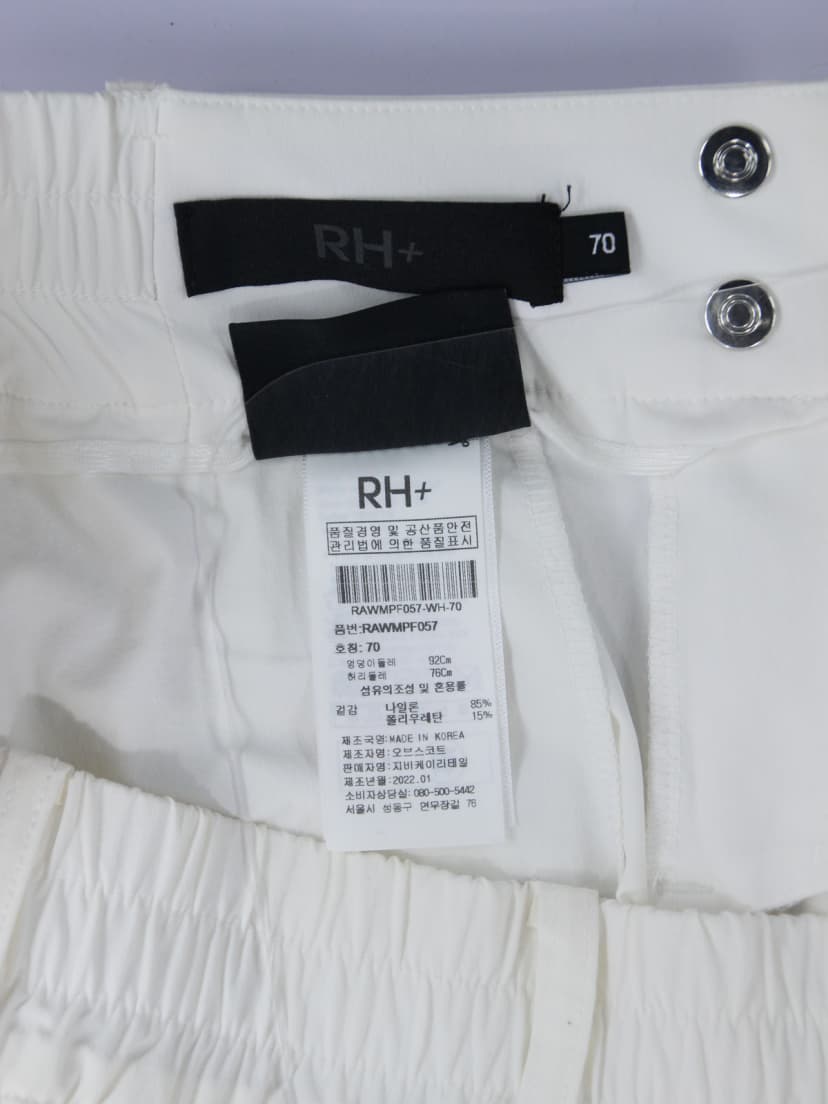 RH+
70
RH+
품질경영 및 공산품안전
관리법에 의한 품질표시
RAWMPF057-WH-70
품번:RAWMPF057
호칭: 70
엉덩이둘레 92Cm
허리둘레 76Cm
섬유의조성 및 혼용률
겉감 나일론 85%
폴리우레탄 15%
제조국명:MADE IN KOREA
제조자명:오브스코트
판매자명:지비케이리테일
제조년월:2022.01
소비자상담실: 080-500-5442
서울시 성동구 연무장길 78